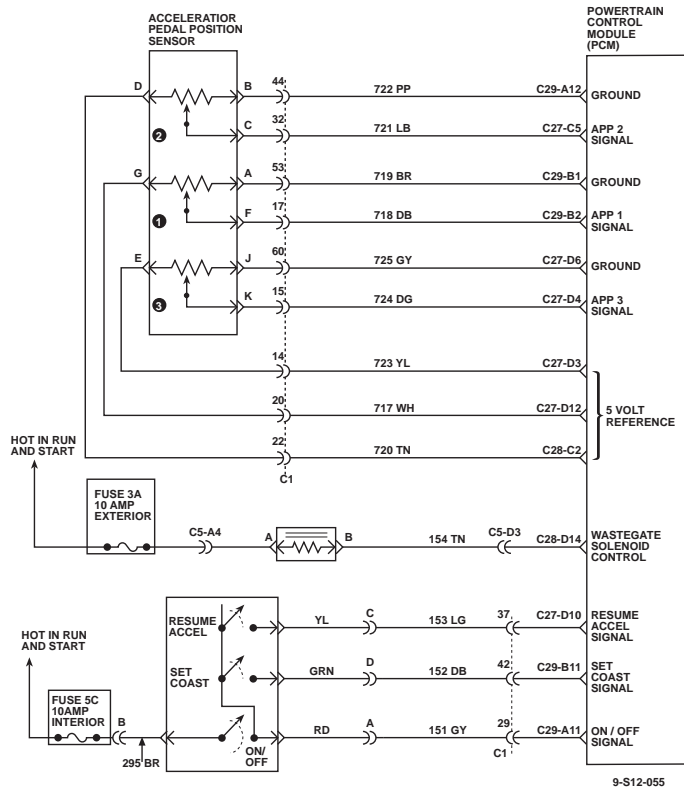 POWERTRAIN
CONTROL
MODULE
(PCM)
ACCELERATIOR
PEDAL POSITION
SENSOR
D
B
44
722 PP
C29-A12
GROUND
2
C
32
721 LB
C27-C5
APP 2
SIGNAL
G
A
53
719 BR
C29-B1
GROUND
1
F
17
718 DB
C29-B2
APP 1
SIGNAL
E
J
60
725 GY
C27-D6
GROUND
3
K
15
724 DG
C27-D4
APP 3
SIGNAL
14
723 YL
C27-D3
20
717 WH
C27-D12
5 VOLT
REFERENCE
22
720 TN
C28-C2
C1
HOT IN RUN
AND START
FUSE 3A
10 AMP
EXTERIOR
C5-A4
A
B
154 TN
C5-D3
C28-D14
WASTEGATE
SOLENOID
CONTROL
RESUME
ACCEL
YL
C
153 LG
37
C27-D10
RESUME
ACCEL
SIGNAL
HOT IN RUN
AND START
SET
COAST
GRN
D
152 DB
42
C29-B11
SET
COAST
SIGNAL
FUSE 5C
10AMP
INTERIOR
B
295 BR
ON/
OFF
RD
A
151 GY
29
C1
C29-A11
ON / OFF
SIGNAL
9-S12-055